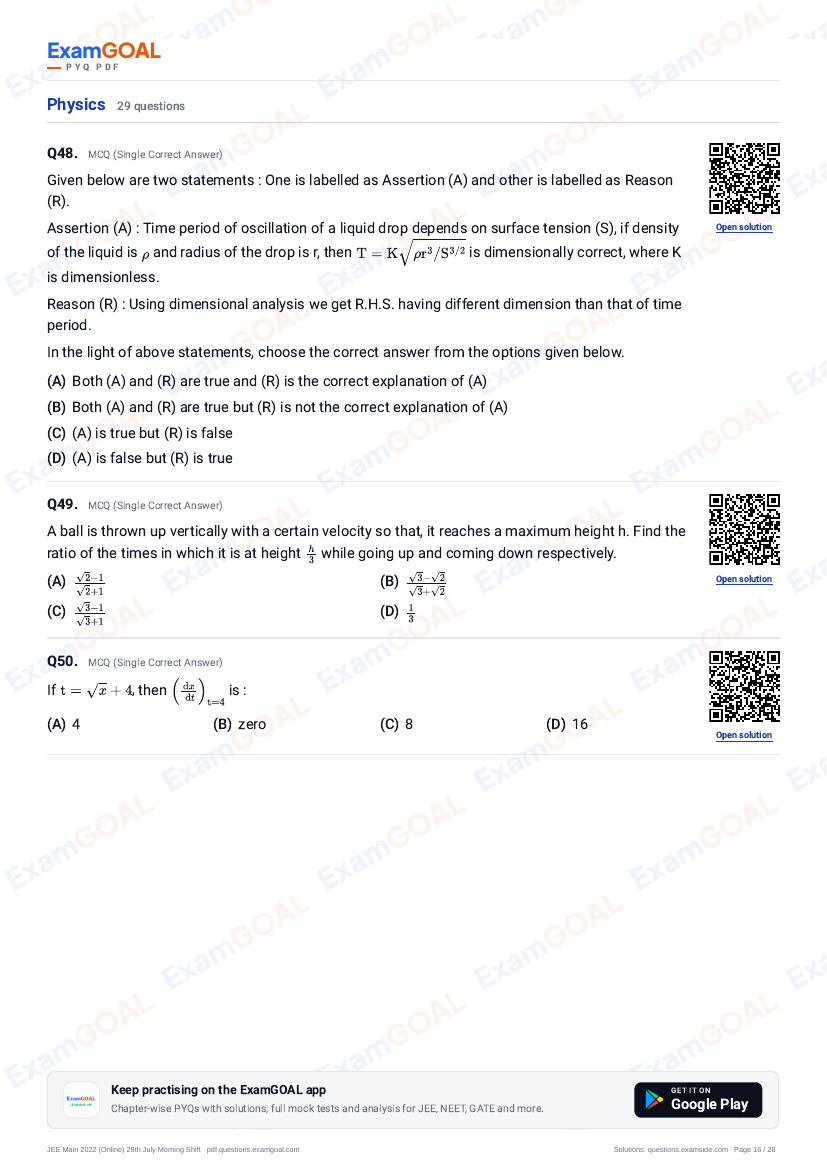 ExamGOAL
PYQ PDF
Physics 29 questions
Q48. MCQ (Single Correct Answer)
Given below are two statements : One is labelled as Assertion (A) and other is labelled as Reason
(R).
Assertion (A) : Time period of oscillation of a liquid drop depends on surface tension (S), if density
of the liquid is ρ and radius of the drop is r, then T = K√(ρr³/S^{3/2}) is dimensionally correct, where K
is dimensionless.
Reason (R) : Using dimensional analysis we get R.H.S. having different dimension than that of time
period.
In the light of above statements, choose the correct answer from the options given below.
(A) Both (A) and (R) are true and (R) is the correct explanation of (A)
(B) Both (A) and (R) are true but (R) is not the correct explanation of (A)
(C) (A) is true but (R) is false
(D) (A) is false but (R) is true
Open solution
Q49. MCQ (Single Correct Answer)
A ball is thrown up vertically with a certain velocity so that, it reaches a maximum height h. Find the
ratio of the times in which it is at height h/3 while going up and coming down respectively.
(A) (√2−1)/(√2+1) (B) (√3−√2)/(√3+√2)
(C) (√3−1)/(√3+1) (D) 1/3
Open solution
Q50. MCQ (Single Correct Answer)
If t = √x + 4, then (dx/dt)_{t=4} is :
(A) 4 (B) zero (C) 8 (D) 16
Open solution
Keep practising on the ExamGOAL app
Chapter-wise PYQs with solutions, full mock tests and analysis for JEE, NEET, GATE and more.
ExamGOAL
GET IT ON
Google Play
JEE Main 2022 (Online) 29th July Morning Shift · pdf.questions.examgoal.com Solutions: questions.examside.com · Page 16 / 28